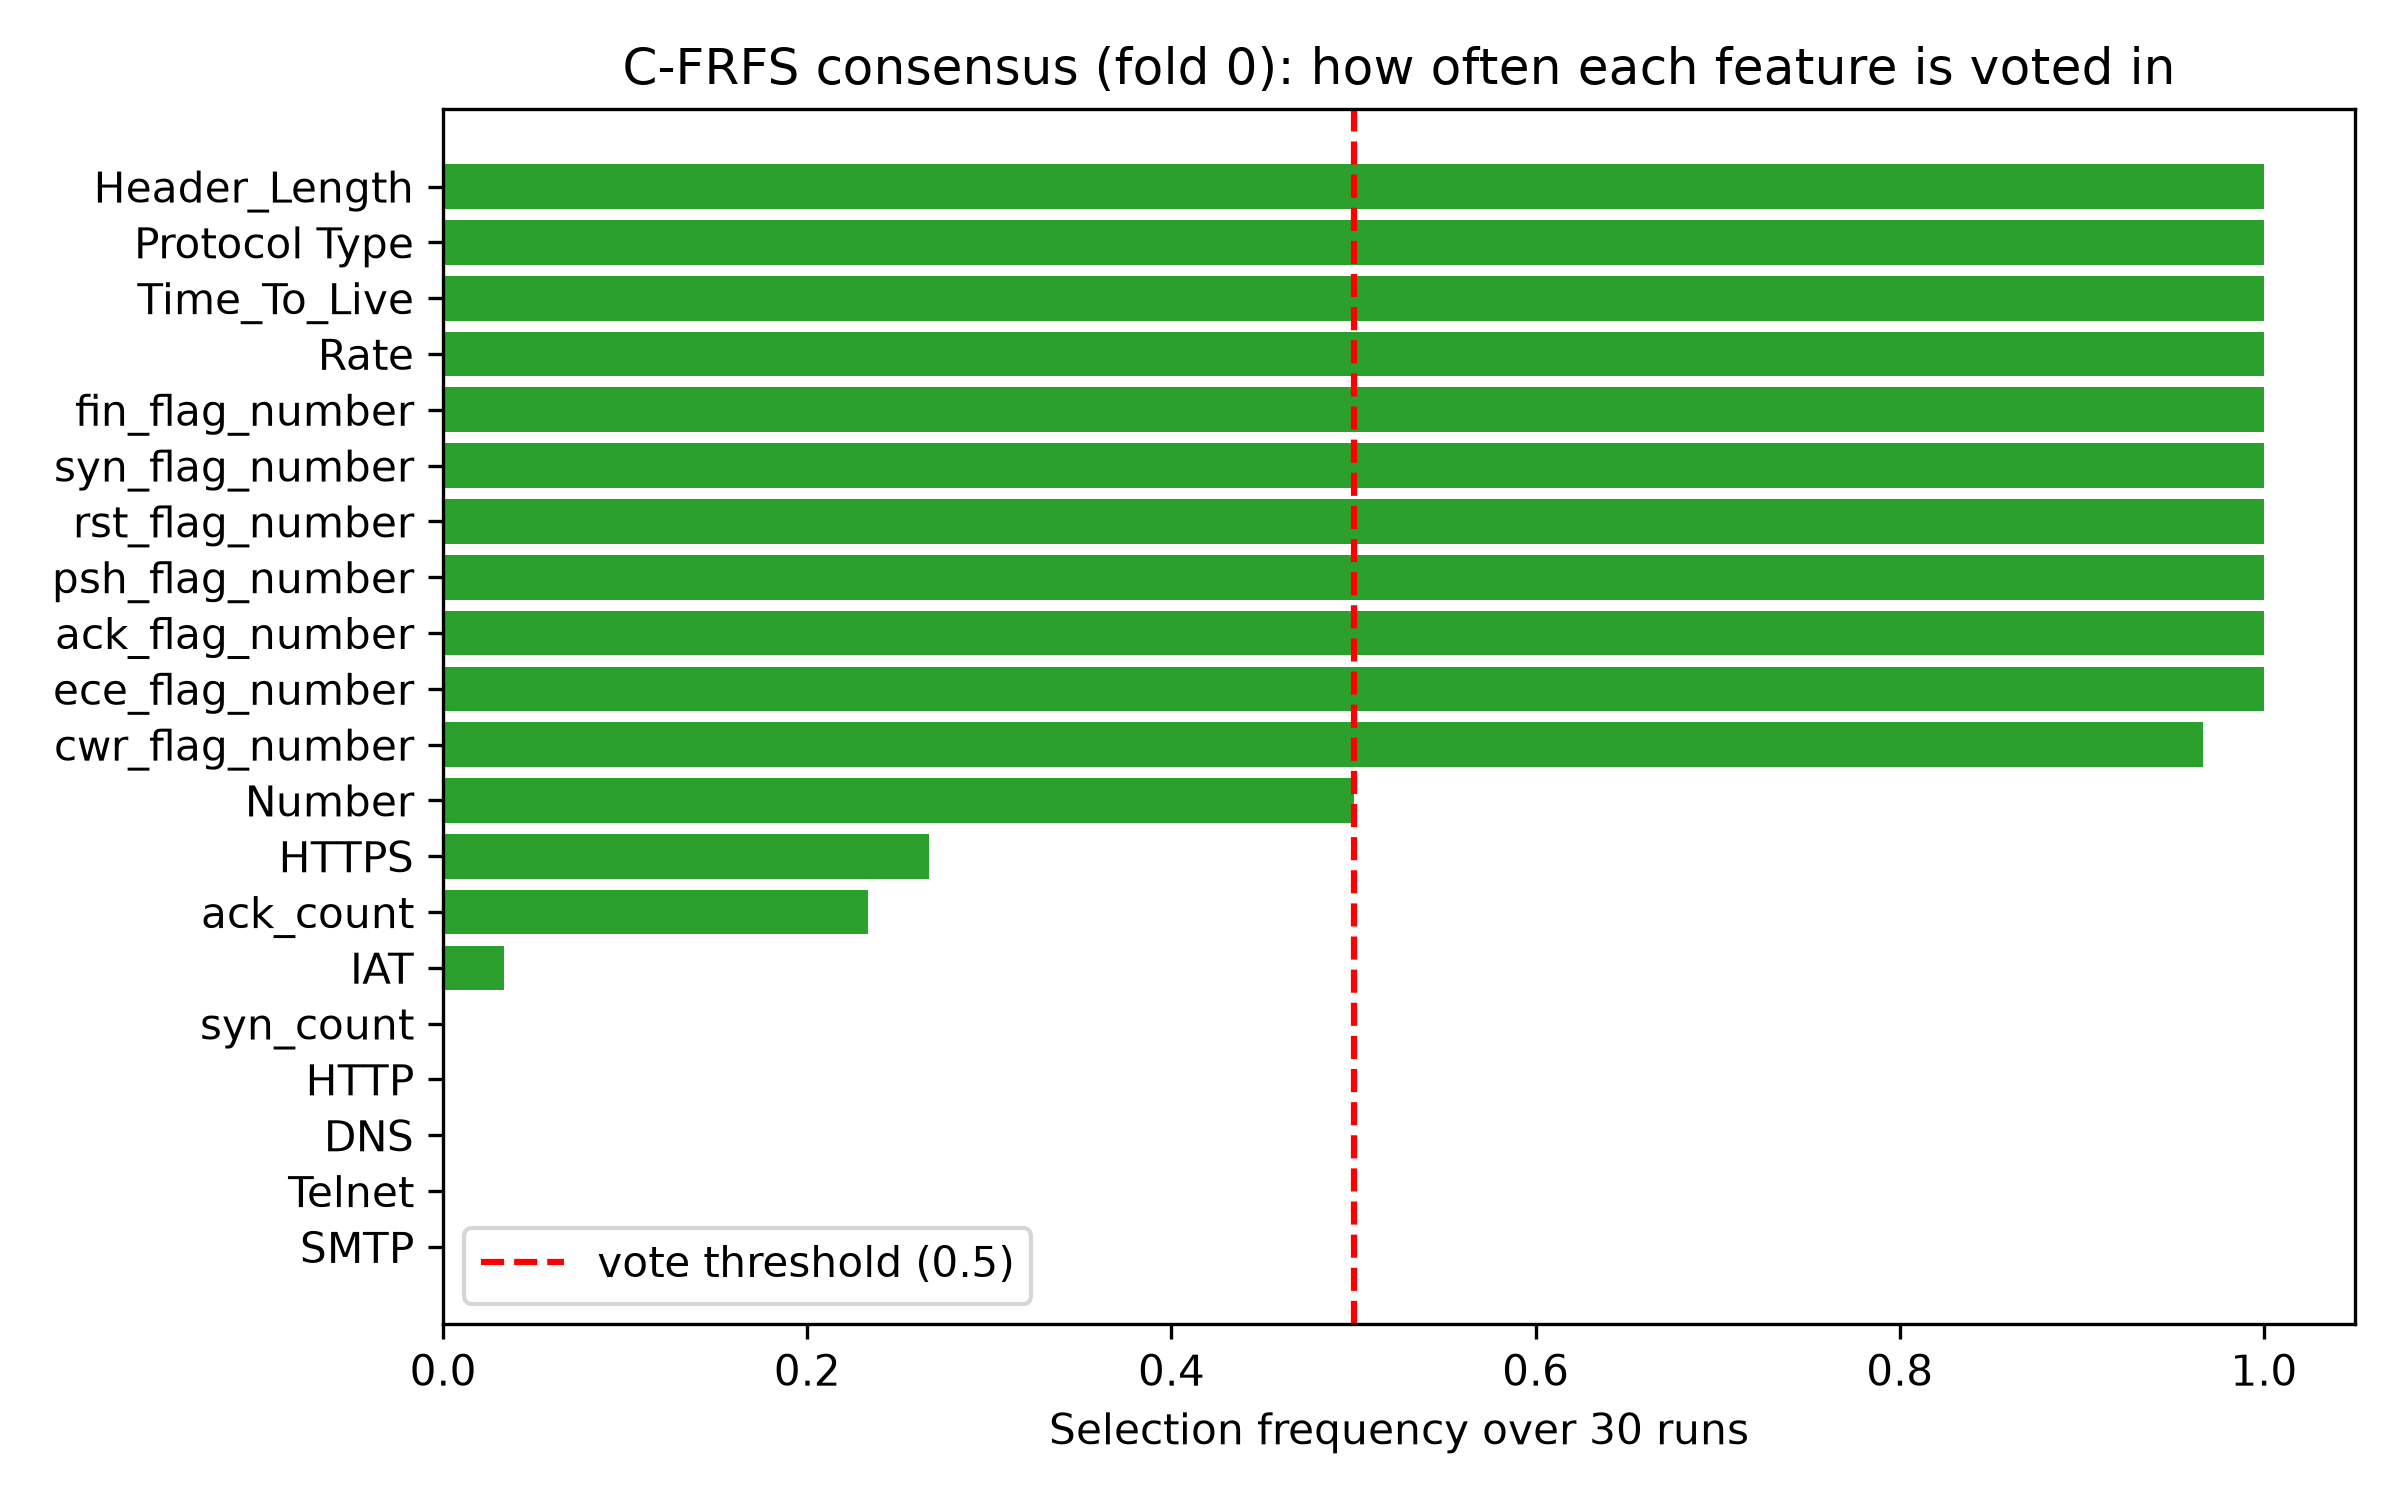 C-FRFS consensus (fold 0): how often each feature is voted in
Header_Length
Protocol Type
Time_To_Live
Rate
fin_flag_number
syn_flag_number
rst_flag_number
psh_flag_number
ack_flag_number
ece_flag_number
cwr_flag_number
Number
HTTPS
ack_count
IAT
syn_count
HTTP
DNS
Telnet
SMTP
vote threshold (0.5)
0.0 0.2 0.4 0.6 0.8 1.0
Selection frequency over 30 runs